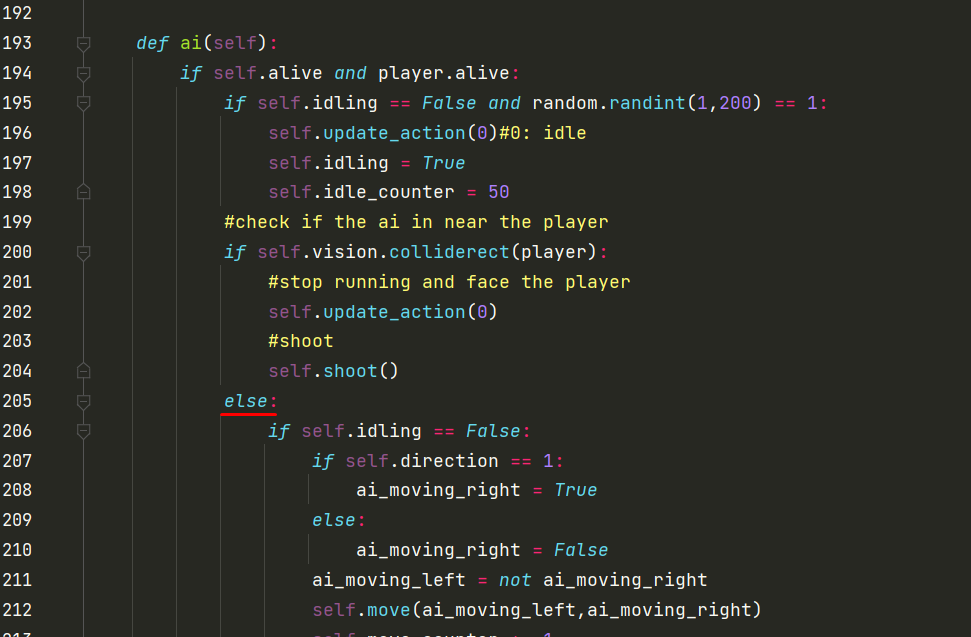 192
193 def ai(self):
194 if self.alive and player.alive:
195 if self.idling == False and random.randint(1,200) == 1:
196 self.update_action(0)#0: idle
197 self.idling = True
198 self.idle_counter = 50
199 #check if the ai in near the player
200 if self.vision.colliderect(player):
201 #stop running and face the player
202 self.update_action(0)
203 #shoot
204 self.shoot()
205 else:
206 if self.idling == False:
207 if self.direction == 1:
208 ai_moving_right = True
209 else:
210 ai_moving_right = False
211 ai_moving_left = not ai_moving_right
212 self.move(ai_moving_left,ai_moving_right)